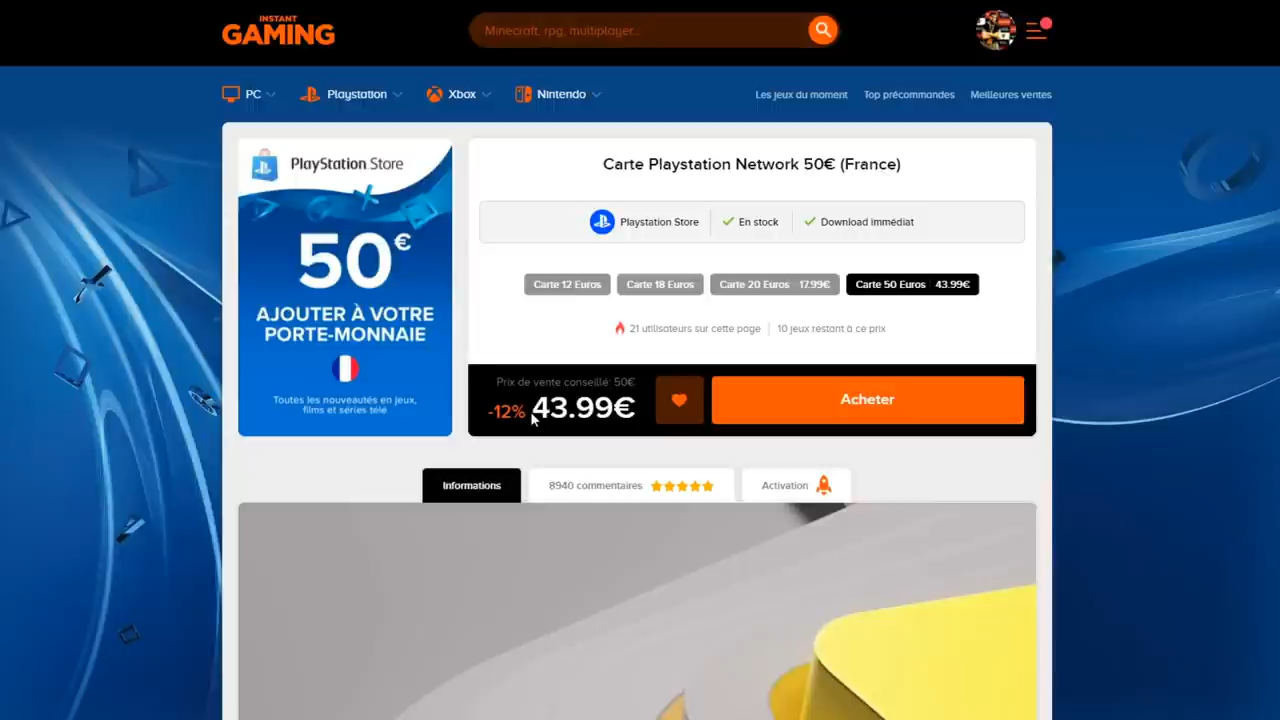 INSTANT
GAMING
Minecraft, rpg, multiplayer...
PC
Playstation
Xbox
Nintendo
Les jeux du moment
Top précommandes
Meilleures ventes
PlayStation Store
50€
AJOUTER À VOTRE
PORTE-MONNAIE
Toutes les nouveautés en jeux,
films et séries télé
Carte Playstation Network 50€ (France)
Playstation Store
En stock
Download immédiat
Carte 12 Euros
Carte 18 Euros
Carte 20 Euros 17.99€
Carte 50 Euros 43.99€
21 utilisateurs sur cette page
10 jeux restant à ce prix
Prix de vente conseillé: 50€
-12% 43.99€
Acheter
Informations
8940 commentaires
Activation